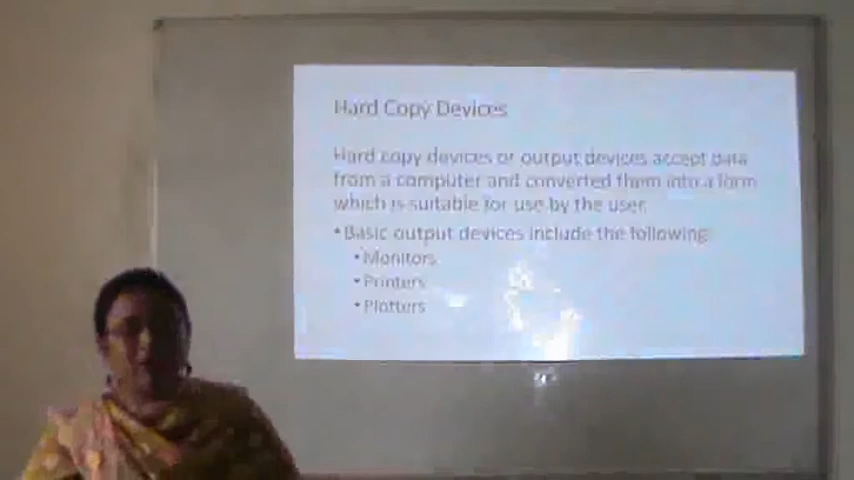 Hard Copy Devices
Hard copy devices or output devices accept data
from a computer and converted them into a form
which is suitable for use by the user.
•Basic output devices include the following:
•Monitors
•Printers
•Plotters